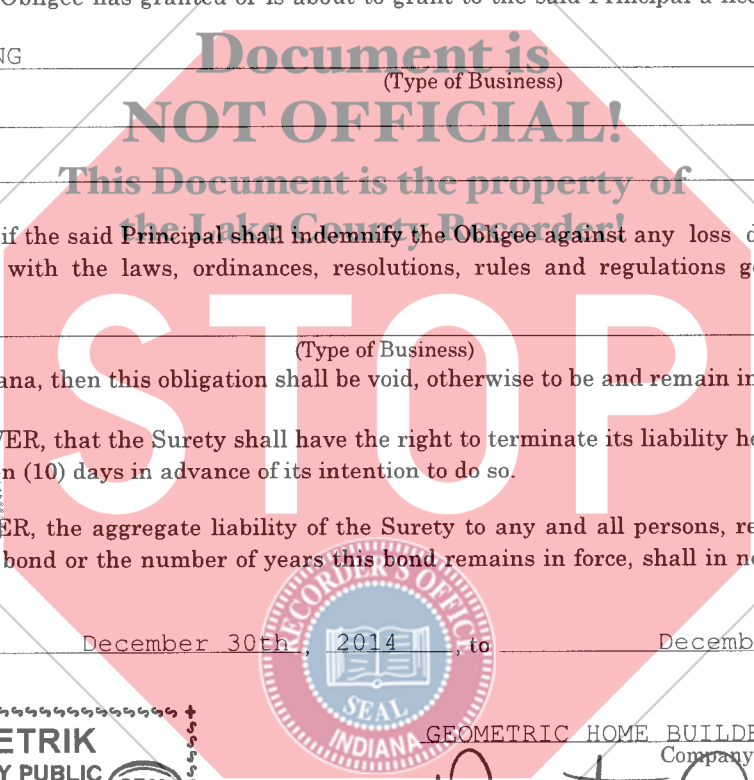 Obligee has granted or is about to grant to the said Principal a
NG
Document is
(Type of Business)
NOT OFFICIAL!
This Document is the property of
the Lake County Recorder!
if the said Principal shall indemnify the Obligee against any loss
with the laws, ordinances, resolutions, rules and regulations
STOP
(Type of Business)
ana, then this obligation shall be void, otherwise to be and remain in
VER, that the Surety shall have the right to terminate its liability he
n (10) days in advance of its intention to do so.
ER, the aggregate liability of the Surety to any and all persons, re
bond or the number of years this bond remains in force, shall in n
RECORDER'S OFFIC
December 30th, 2014, to Decemb
SEAL
INDIANA
ETRIK
GEOMETRIC HOME BUILDE
Company
Y PUBLIC